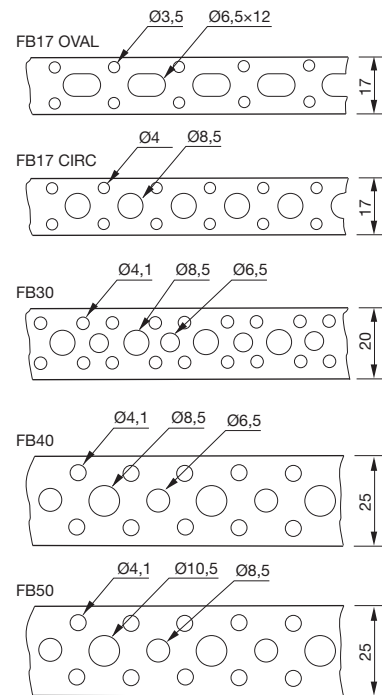 FB17 OVAL
Ø3,5 Ø6,5×12
17
FB17 CIRC
Ø4 Ø8,5
17
FB30
Ø4,1 Ø8,5 Ø6,5
20
FB40
Ø4,1 Ø8,5 Ø6,5
25
FB50
Ø4,1 Ø10,5 Ø8,5
25